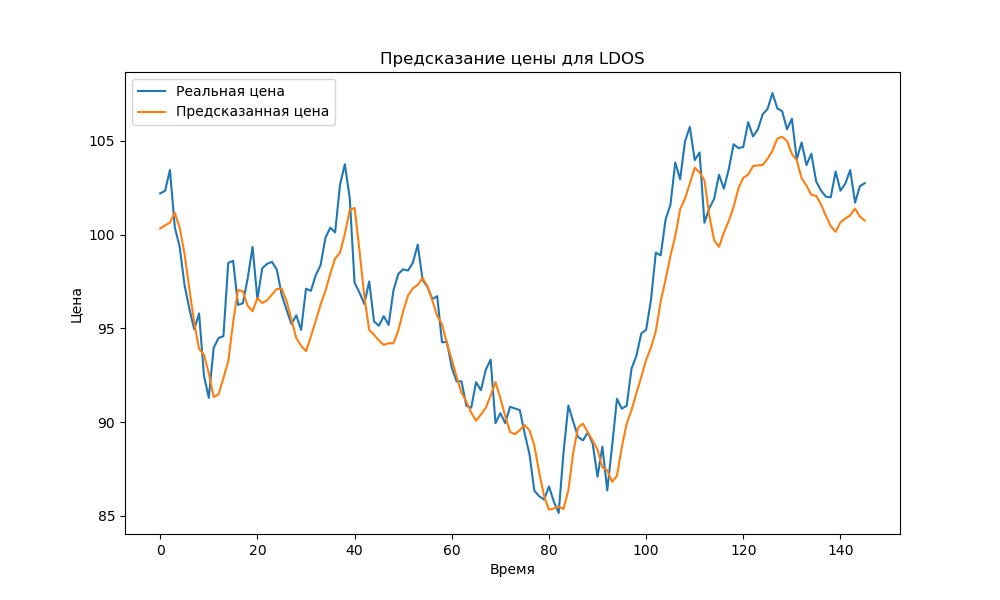 Предсказание цены для LDOS
Реальная цена
Предсказанная цена
Цена
105
100
95
90
85
0 20 40 60 80 100 120 140
Время